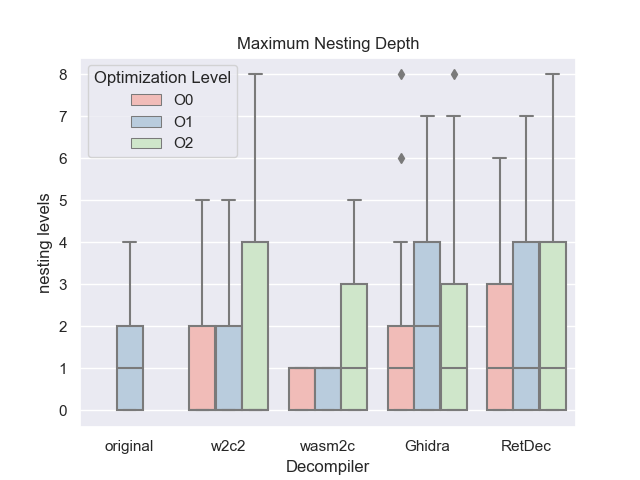 Maximum Nesting Depth
Optimization Level
O0
O1
O2
nesting levels
8
7
6
5
4
3
2
1
0
original w2c2 wasm2c Ghidra RetDec
Decompiler